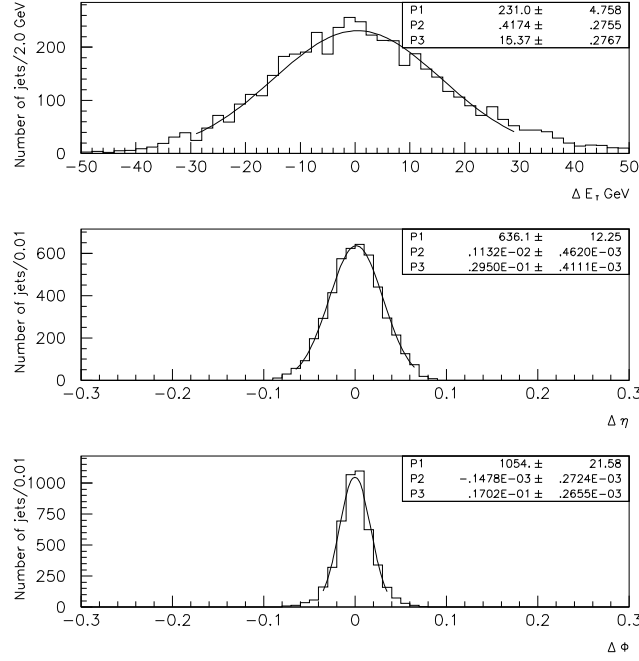 Number of jets/2.0 GeV
P1 231.0 ± 4.758
P2 .4174 ± .2755
P3 15.37 ± .2767
200
100
0
-50 -40 -30 -20 -10 0 10 20 30 40 50
Δ E_T GeV
Number of jets/0.01
P1 636.1 ± 12.25
P2 .1132E-02 ± .4620E-03
P3 .2950E-01 ± .4111E-03
600
400
200
0
-0.3 -0.2 -0.1 0 0.1 0.2 0.3
Δ η
Number of jets/0.01
P1 1054. ± 21.58
P2 -.1478E-03 ± .2724E-03
P3 .1702E-01 ± .2655E-03
1000
750
500
250
0
-0.3 -0.2 -0.1 0 0.1 0.2 0.3
Δ Φ